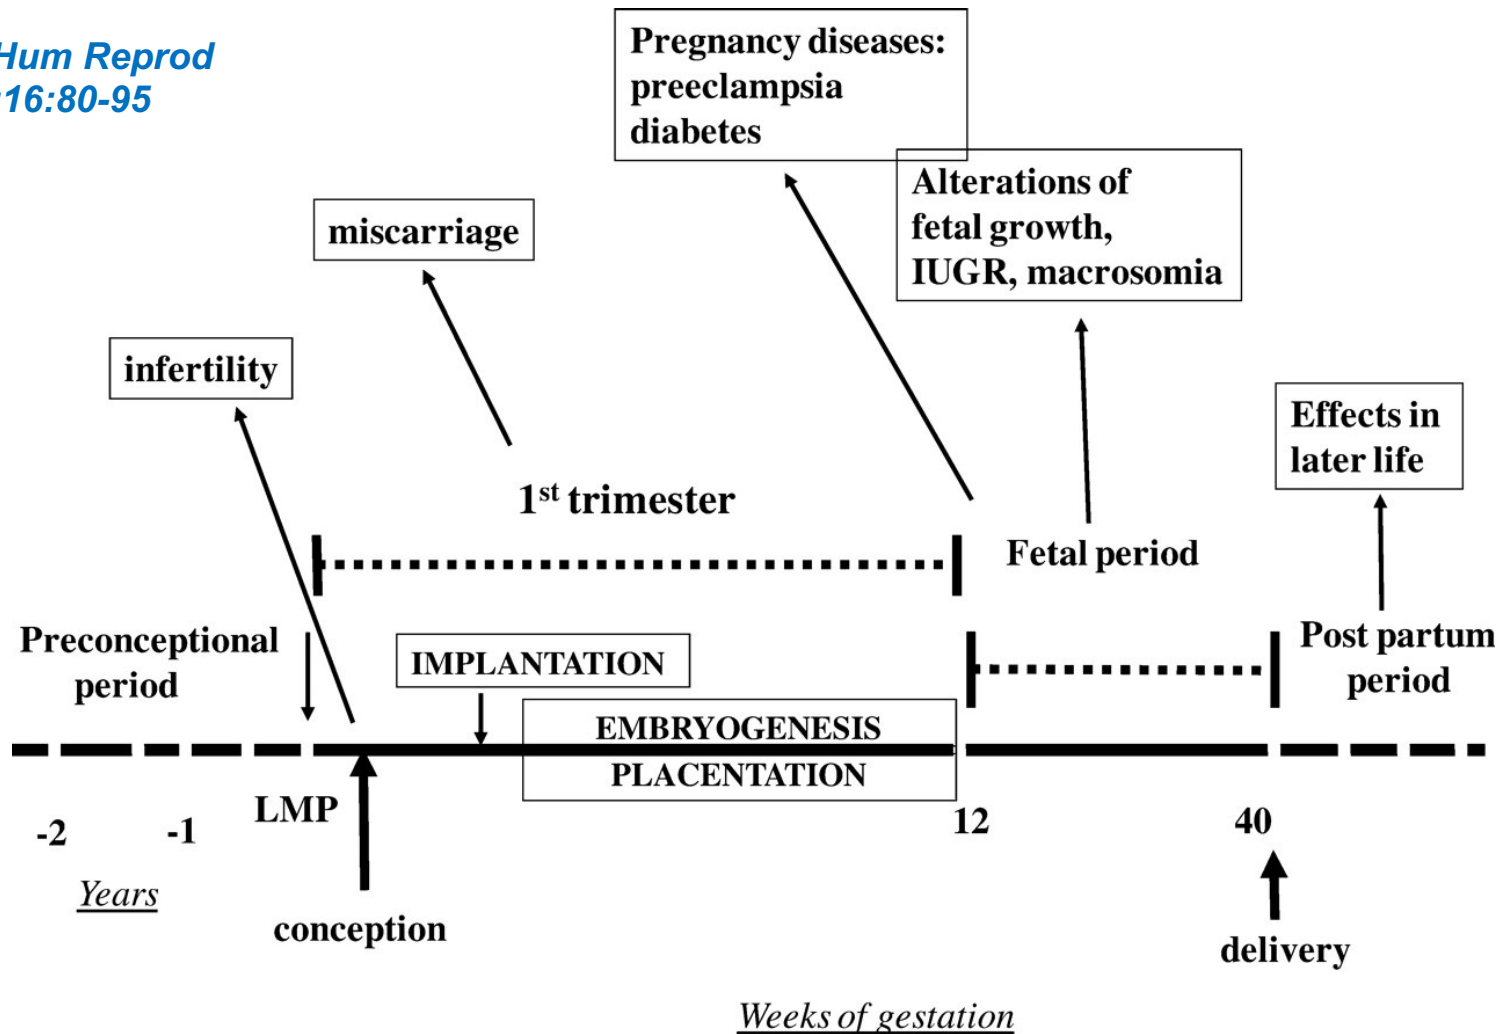 Hum Reprod
16:80-95
Pregnancy diseases:
preeclampsia
diabetes
Alterations of
fetal growth,
IUGR, macrosomia
miscarriage
infertility
Effects in
later life
1st trimester
Fetal period
Preconceptional
period
IMPLANTATION
Post partum
period
EMBRYOGENESIS
PLACENTATION
-2
-1
LMP
12
40
Years
conception
delivery
Weeks of gestation